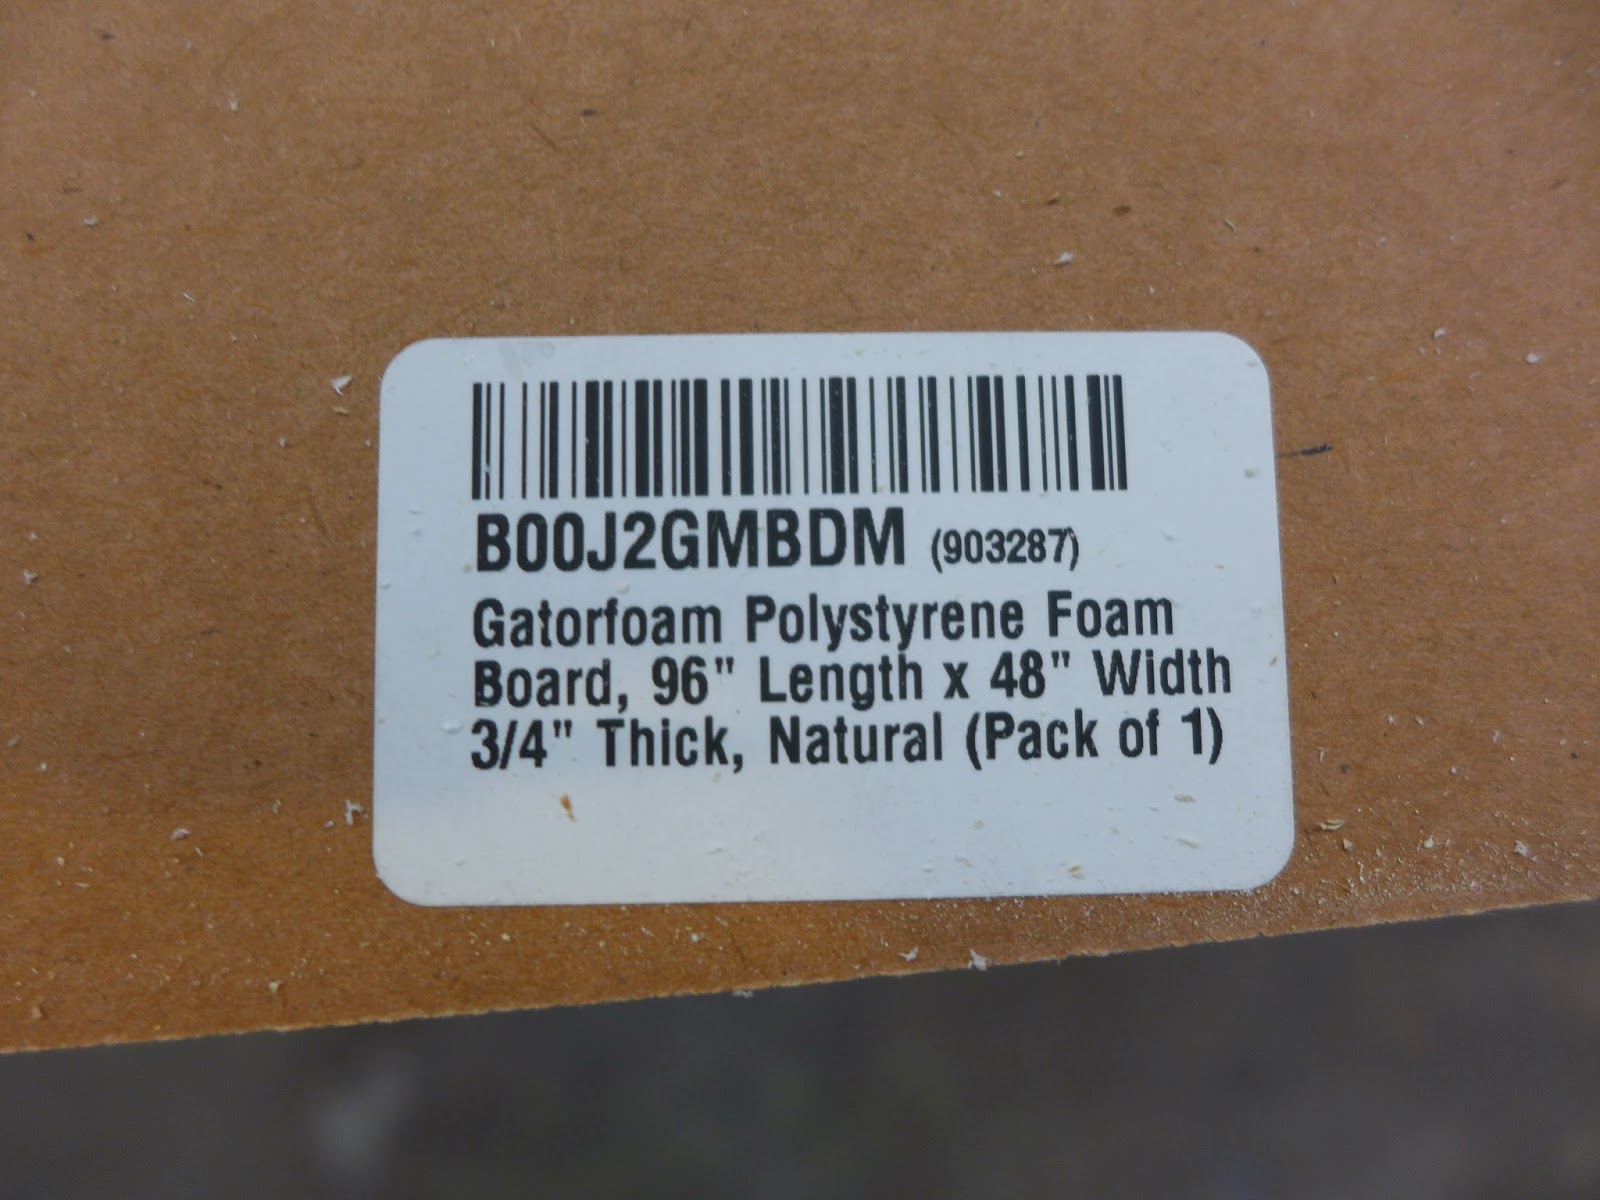 B00J2GMBDM (903287)
Gatorfoam Polystyrene Foam
Board, 96" Length x 48" Width
3/4" Thick, Natural (Pack of 1)